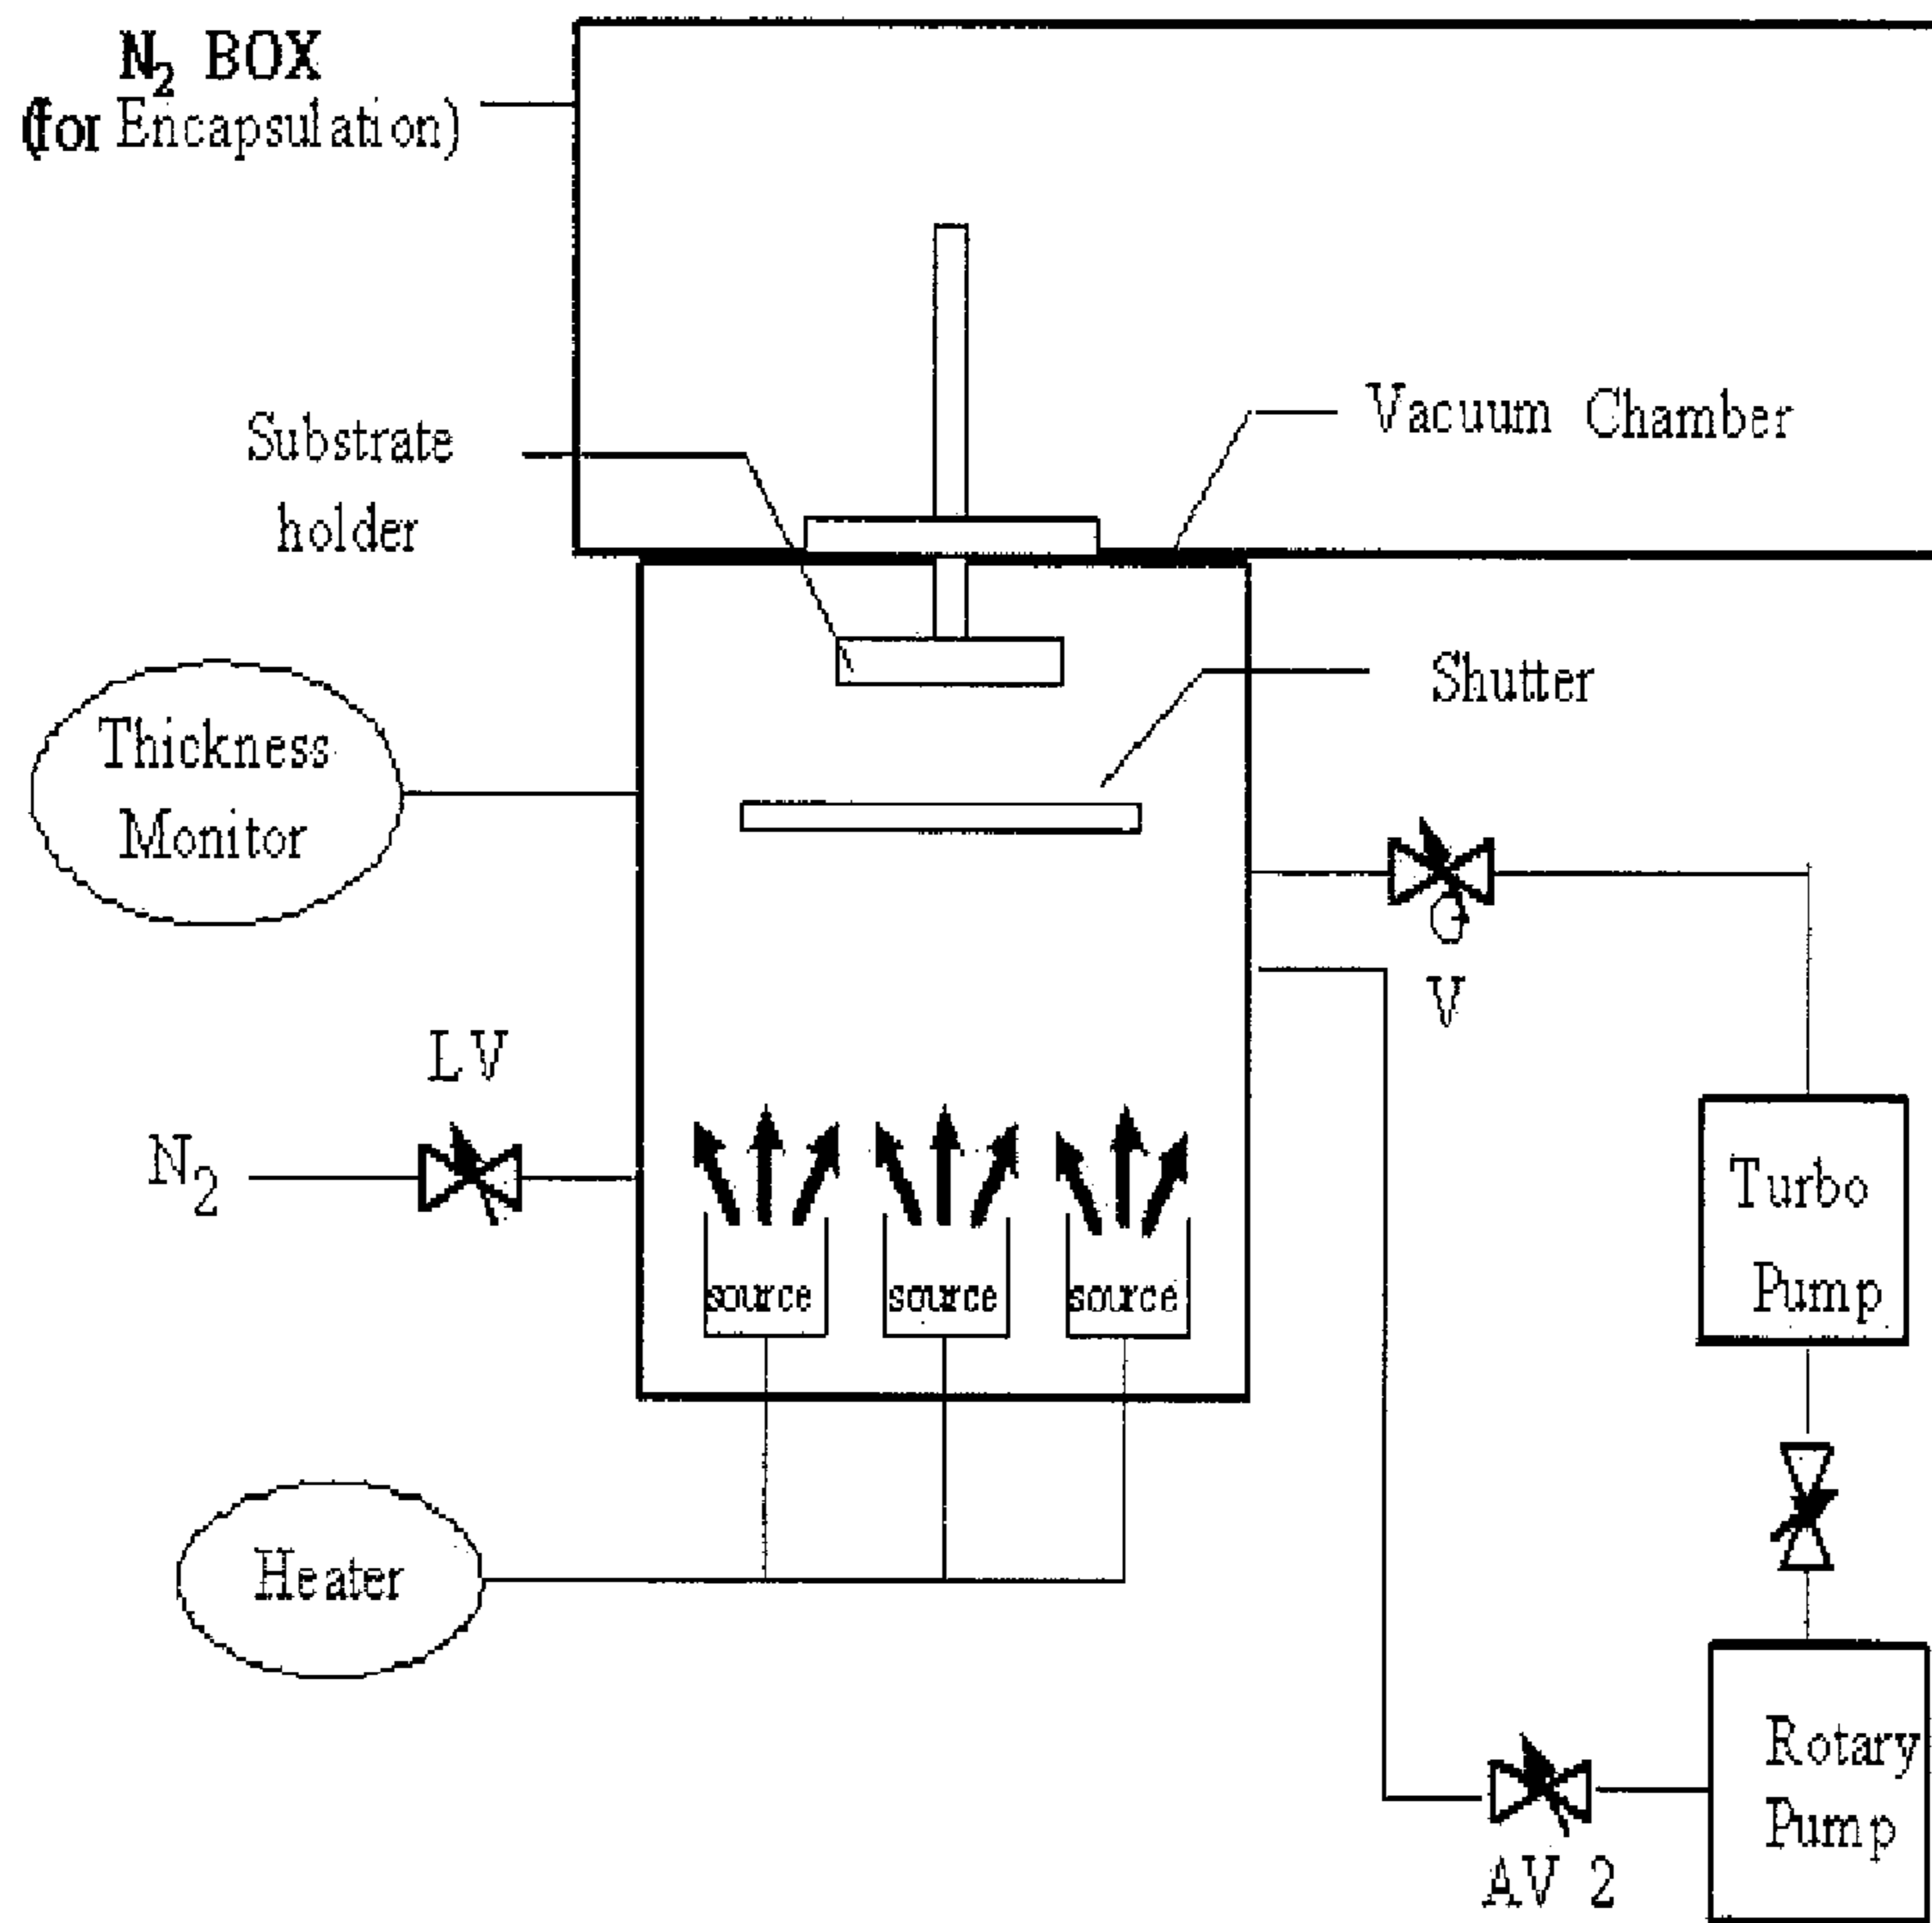 N₂ BOX
(for Encapsulation)
Vacuum Chamber
Substrate
holder
Shutter
Thickness
Monitor
G
V
LV
N₂
Turbo
Pump
source source source
Heater
Rotary
Pump
AV 2